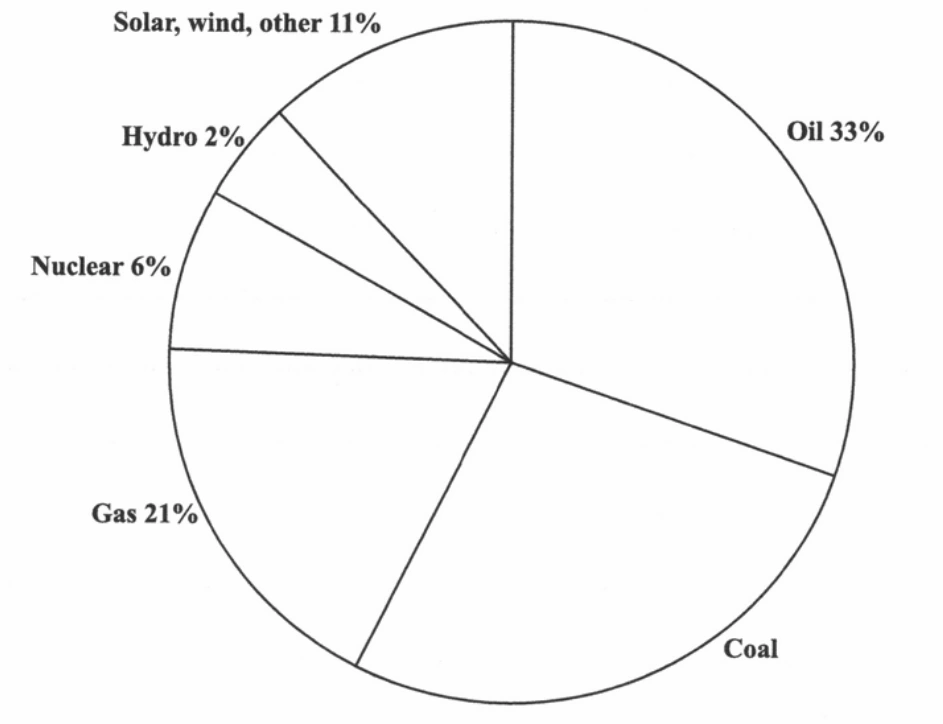 Solar, wind, other 11%
Oil 33%
Hydro 2%
Nuclear 6%
Gas 21%
Coal